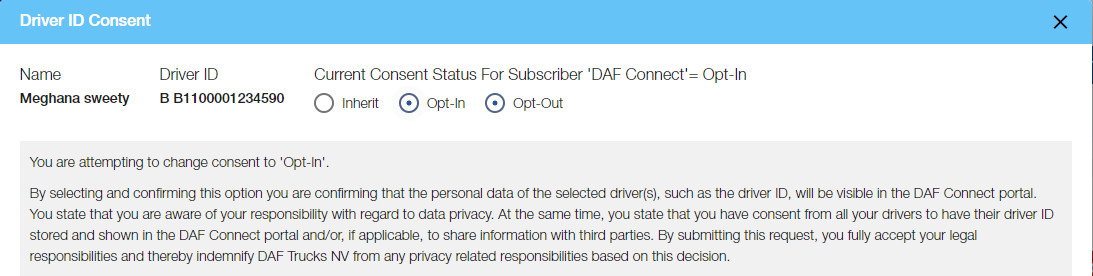 Driver ID Consent
Name Driver ID Current Consent Status For Subscriber 'DAF Connect'= Opt-In
Meghana sweety B B1100001234590 Inherit Opt-In Opt-Out
You are attempting to change consent to 'Opt-In'.
By selecting and confirming this option you are confirming that the personal data of the selected driver(s), such as the driver ID, will be visible in the DAF Connect portal.
You state that you are aware of your responsibility with regard to data privacy. At the same time, you state that you have consent from all your drivers to have their driver ID
stored and shown in the DAF Connect portal and/or, if applicable, to share information with third parties. By submitting this request, you fully accept your legal
responsibilities and thereby indemnify DAF Trucks NV from any privacy related responsibilities based on this decision.